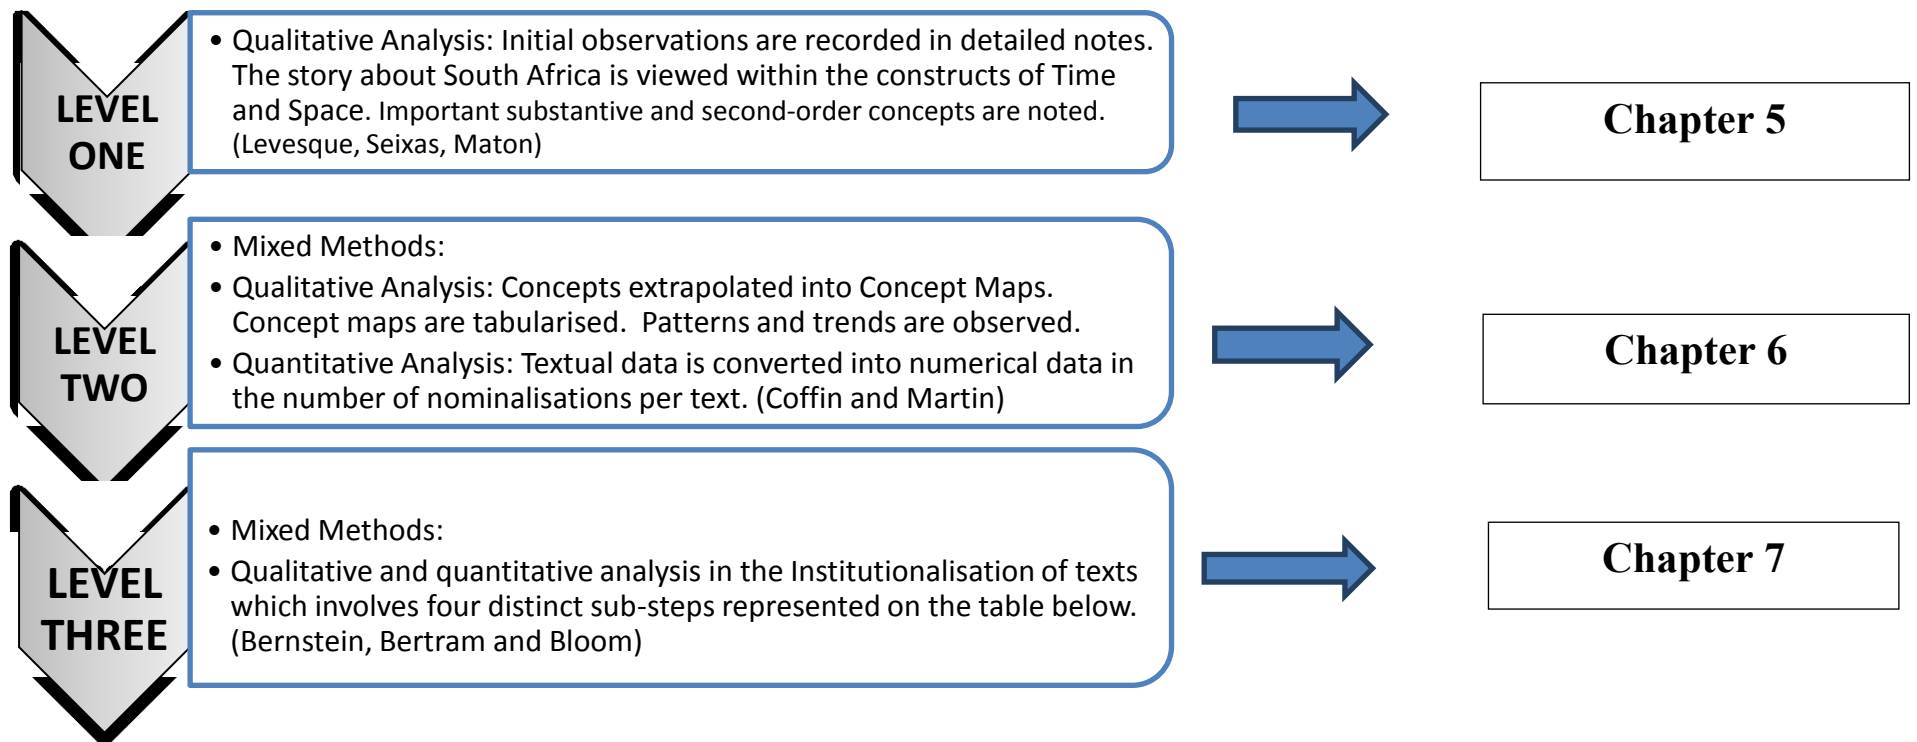 LEVEL
ONE
• Qualitative Analysis: Initial observations are recorded in detailed notes.
The story about South Africa is viewed within the constructs of Time
and Space. Important substantive and second-order concepts are noted.
(Levesque, Seixas, Maton)
Chapter 5
LEVEL
TWO
• Mixed Methods:
• Qualitative Analysis: Concepts extrapolated into Concept Maps.
Concept maps are tabularised.  Patterns and trends are observed.
• Quantitative Analysis: Textual data is converted into numerical data in
the number of nominalisations per text. (Coffin and Martin)
Chapter 6
LEVEL
THREE
• Mixed Methods:
• Qualitative and quantitative analysis in the Institutionalisation of texts
which involves four distinct sub-steps represented on the table below.
(Bernstein, Bertram and Bloom)
Chapter 7